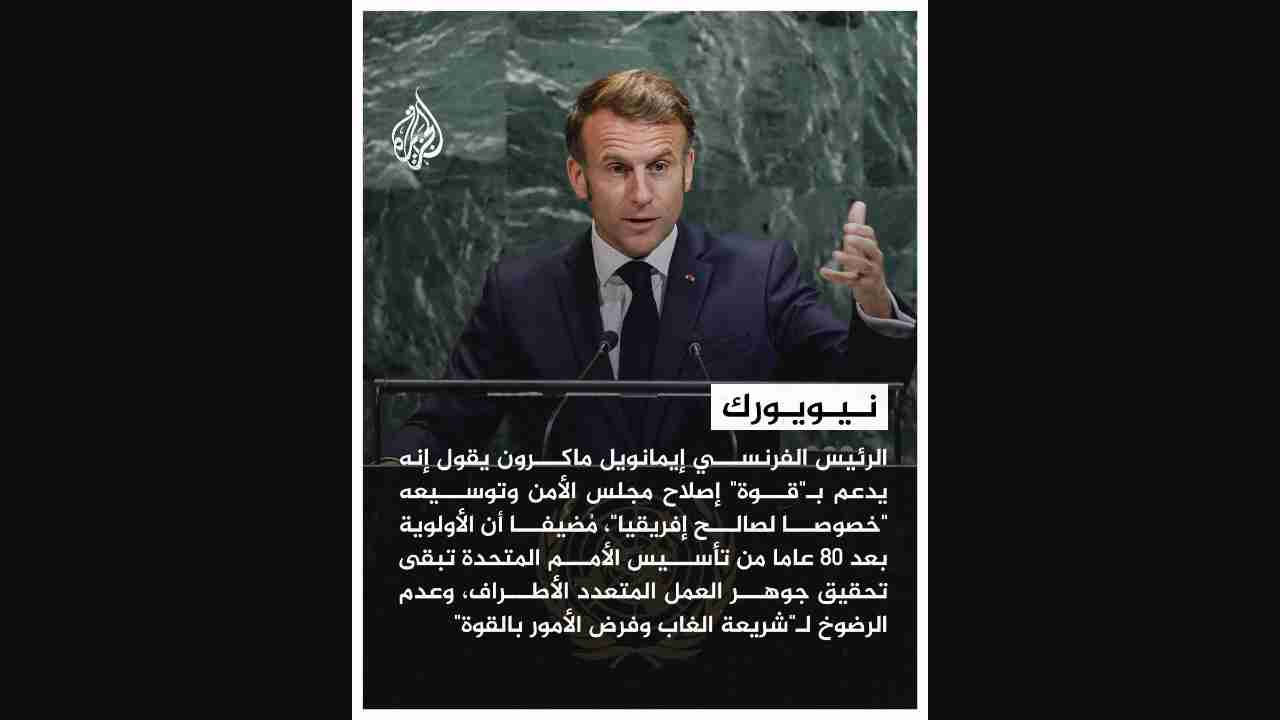 الجزيرة
نيويورك
الرئيس الفرنسي إيمانويل ماكرون يقول إنه
يدعم بـ"قوة" إصلاح مجلس الأمن وتوسيعه
"خصوصا لصالح إفريقيا"، مُضيفا أن الأولوية
بعد 80 عاما من تأسيس الأمم المتحدة تبقى
تحقيق جوهر العمل المتعدد الأطراف، وعدم
الرضوخ لـ"شريعة الغاب وفرض الأمور بالقوة"